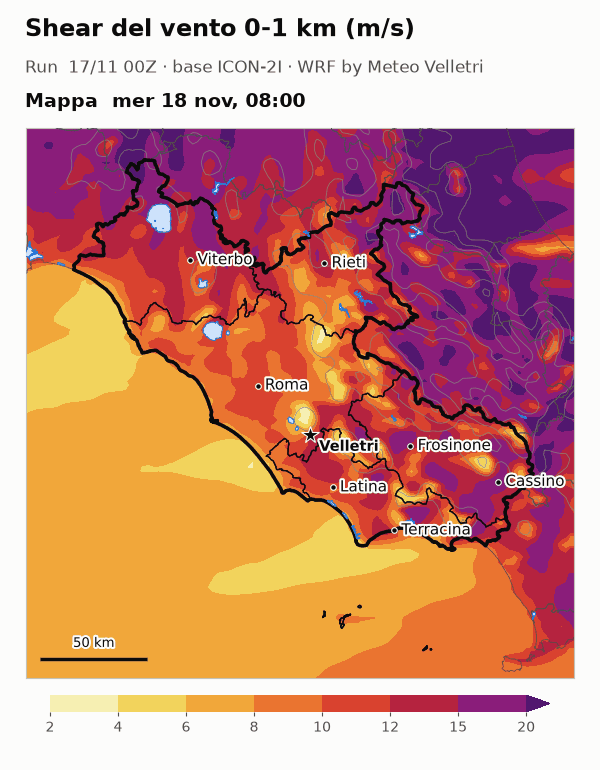 Shear del vento 0-1 km (m/s)
Run 17/11 00Z · base ICON-2I · WRF by Meteo Velletri
Mappa mer 18 nov, 08:00
Viterbo
Rieti
Roma
Velletri
Frosinone
Latina
Cassino
Terracina
50 km
2 4 6 8 10 12 15 20